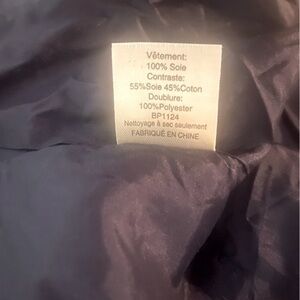 Vêtement:
100% Soie
Contraste:
55%Soie 45%Coton
Doublure:
100%Polyester
BP1124
Nettoyage à sec seulement
FABRIQUÉ EN CHINE